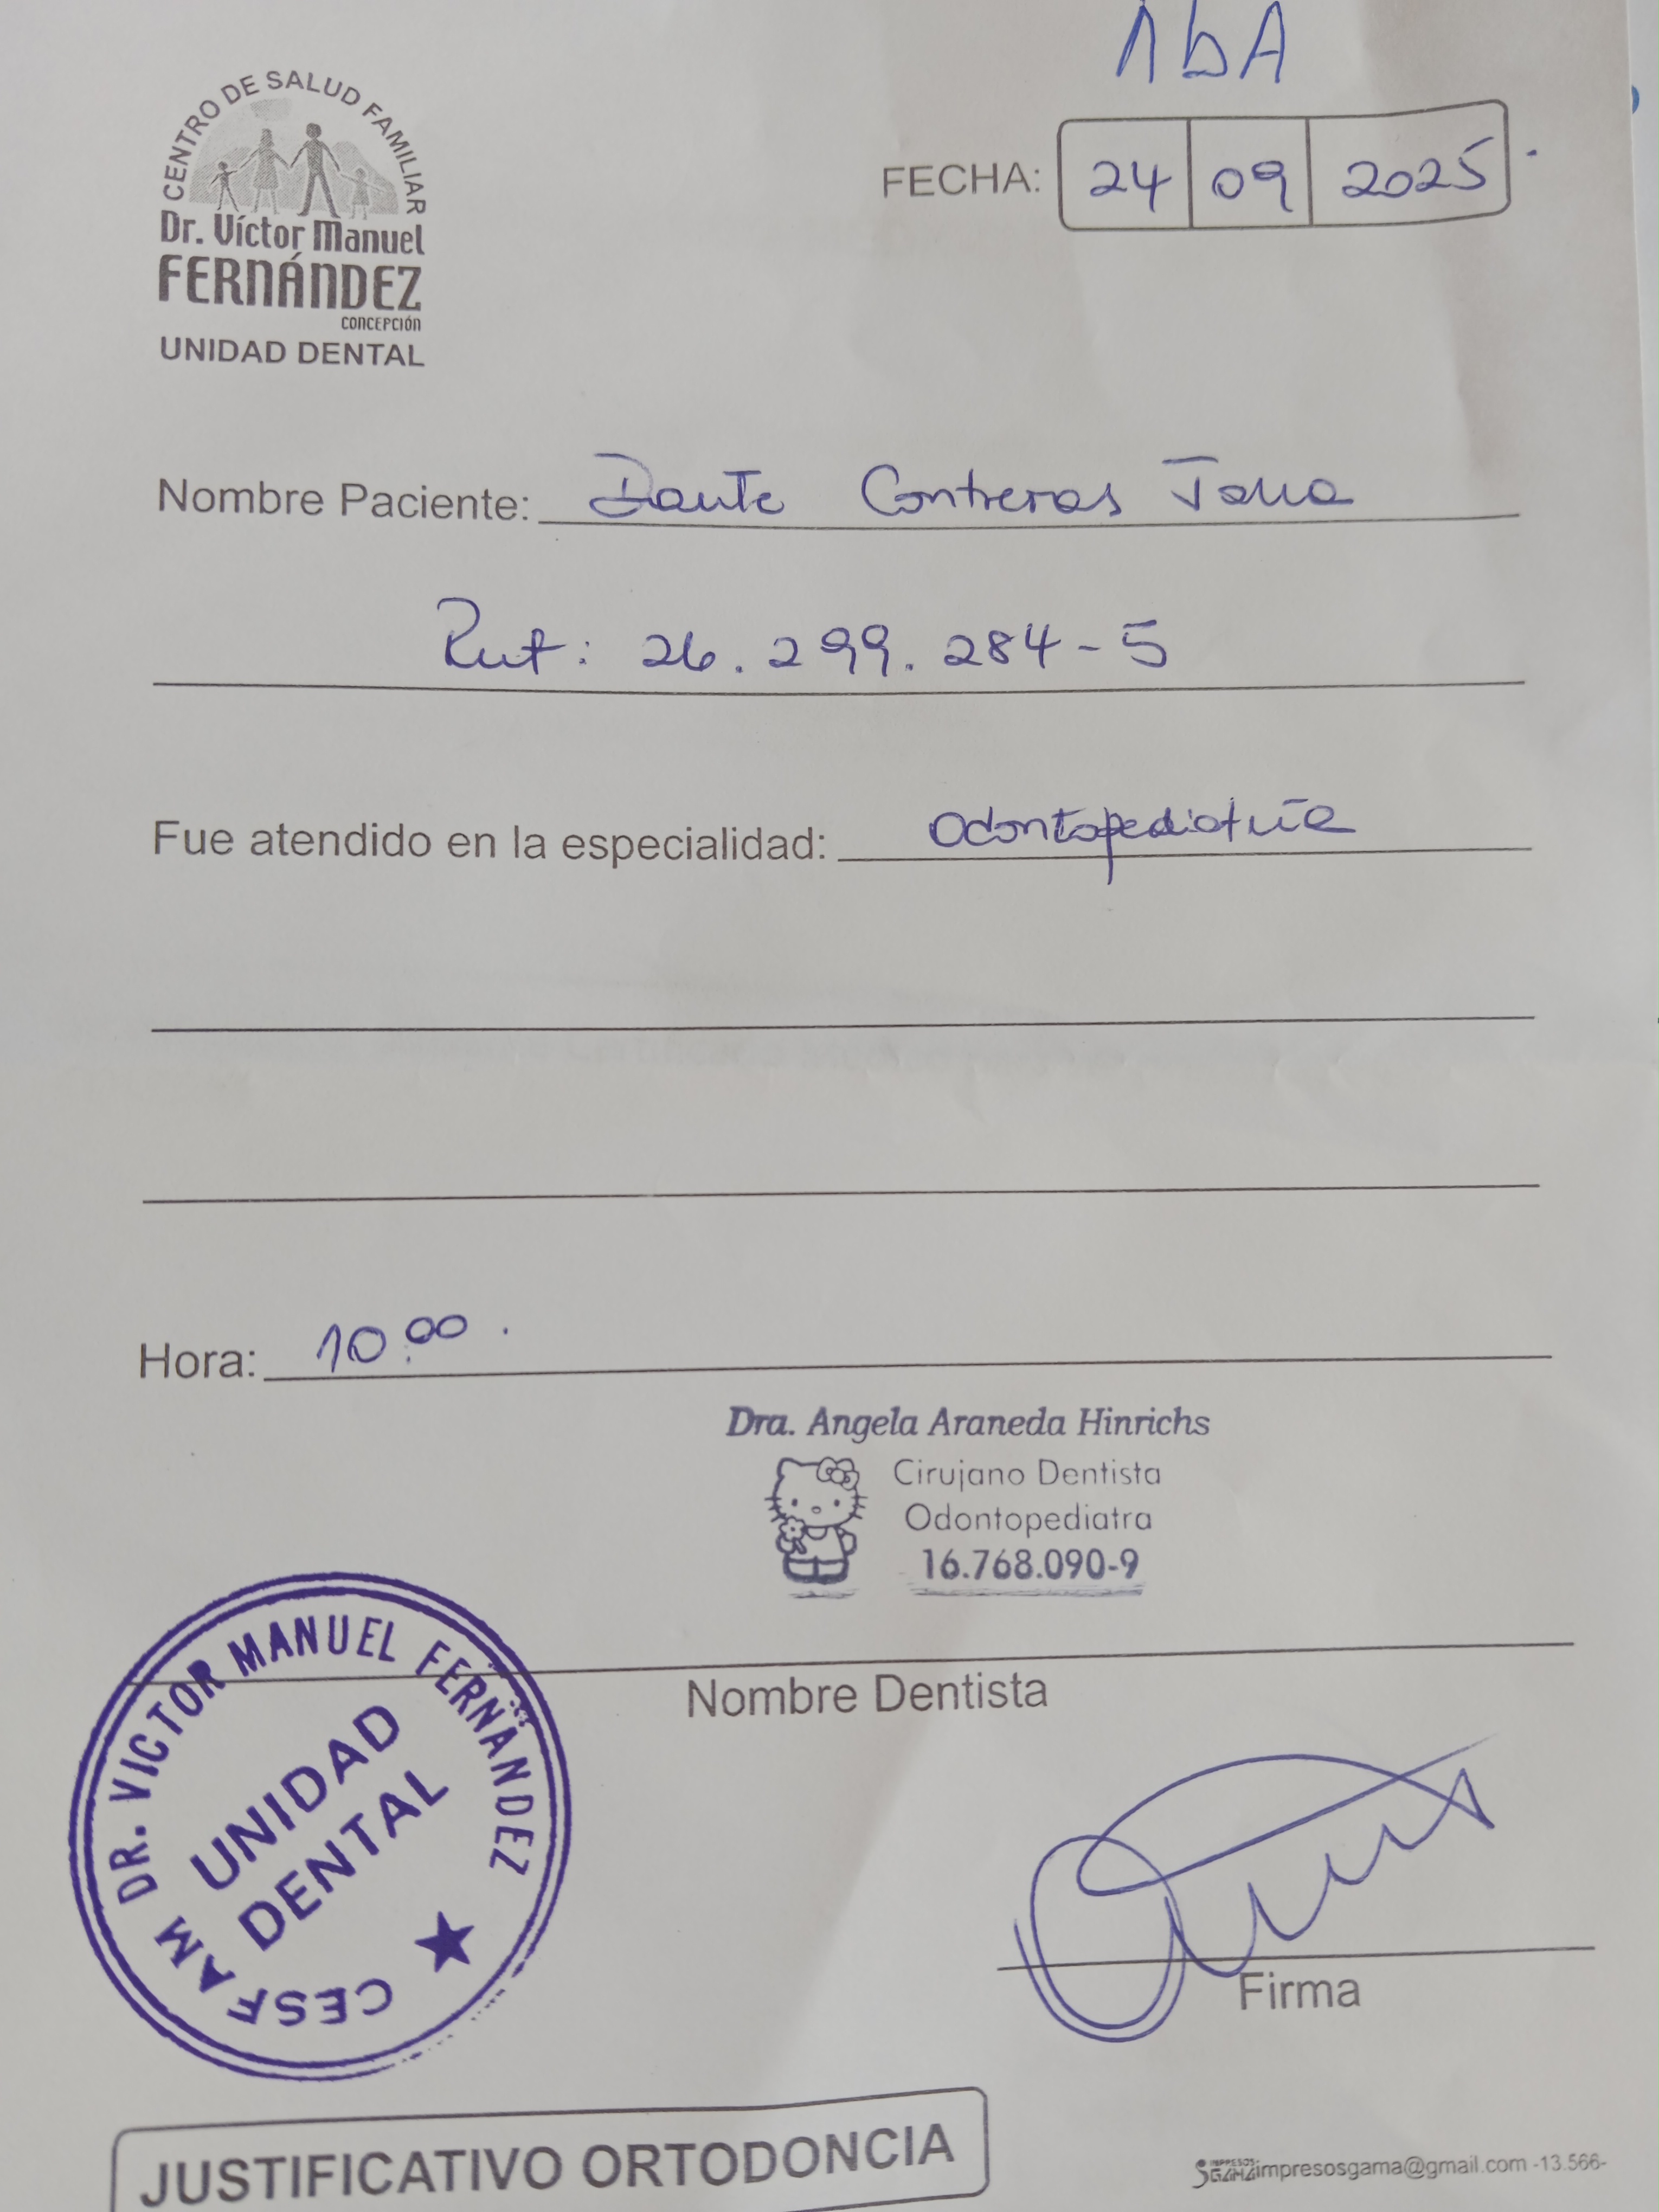 1bA
CENTRO DE SALUD FAMILIAR
Dr. Víctor Manuel
FERNÁNDEZ
CONCEPCIÓN
UNIDAD DENTAL
FECHA: 24 09 2025
Nombre Paciente: Dante Contreras
Rut: 26.299.284-5
Fue atendido en la especialidad: Odontopediatría
Hora: 10:00
Dra. Angela Araneda Hinrichs
Cirujano Dentista
Odontopediatra
16.768.090-9
Nombre Dentista
CESFAM DR. VICTOR MANUEL FERNÁNDEZ
UNIDAD
DENTAL
Firma
JUSTIFICATIVO ORTODONCIA
IMPRESOS GAMA impresosgama@gmail.com -13.566-